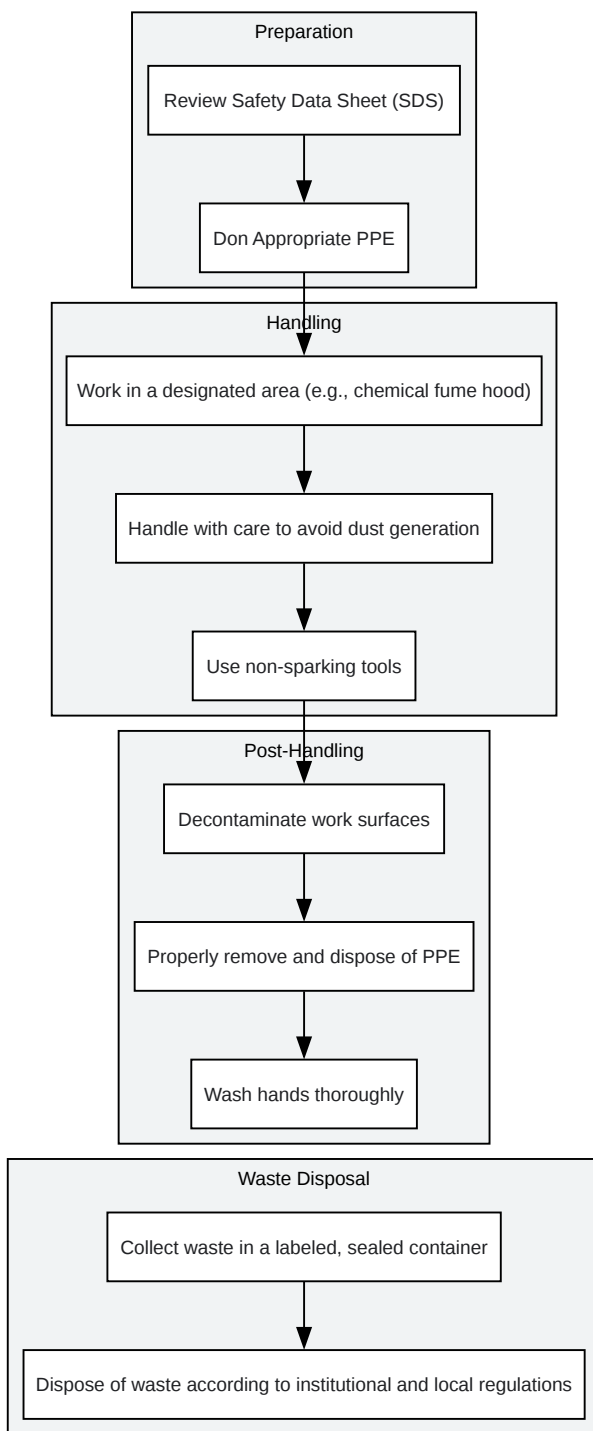 Preparation
Review Safety Data Sheet (SDS)
Don Appropriate PPE
Handling
Work in a designated area (e.g., chemical fume hood)
Handle with care to avoid dust generation
Use non-sparking tools
Post-Handling
Decontaminate work surfaces
Properly remove and dispose of PPE
Wash hands thoroughly
Waste Disposal
Collect waste in a labeled, sealed container
Dispose of waste according to institutional and local regulations